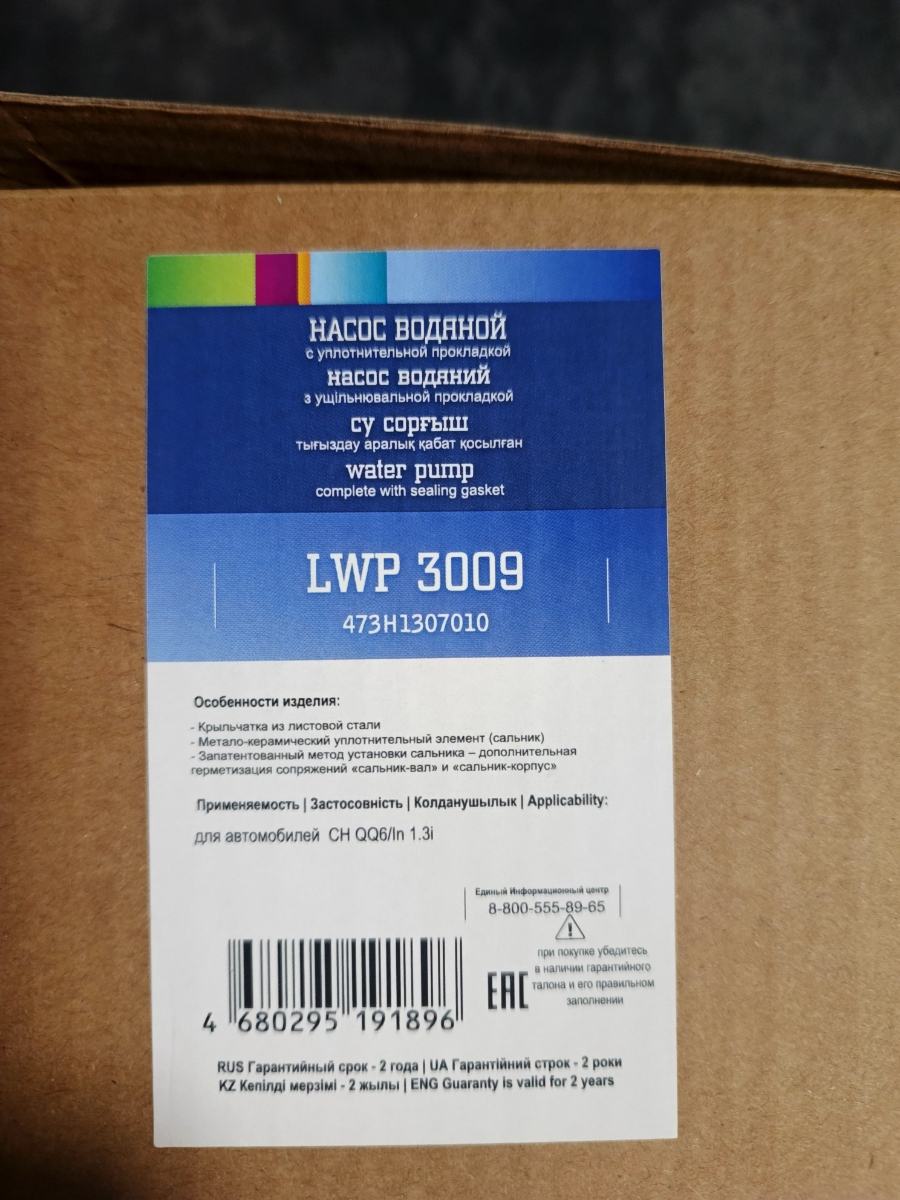 НАСОС ВОДЯНОЙ
с уплотнительной прокладкой
насос водяний
з ущільнювальной прокладкой
су сорғыш
тығыздау аралық қабат қосылған
water pump
complete with sealing gasket
LWP 3009
473H1307010
Особенности изделия:
- Крыльчатка из листовой стали
- Метало-керамический уплотнительный элемент (сальник)
- Запатентованный метод установки сальника – дополнительная
герметизация сопряжений «сальник-вал» и «сальник-корпус»
Применяемость | Застосовність | Колданушылык | Applicability:
для автомобилей CH QQ6/In 1.3i
Единый Информационный центр
8-800-555-89-65
при покупке убедитесь
в наличии гарантийного
талона и его правильном
заполнении
EAC
4 680295 191896
RUS Гарантийный срок - 2 года | UA Гарантійний строк - 2 роки
KZ Кепілді мерзімі - 2 жылы | ENG Guaranty is valid for 2 years